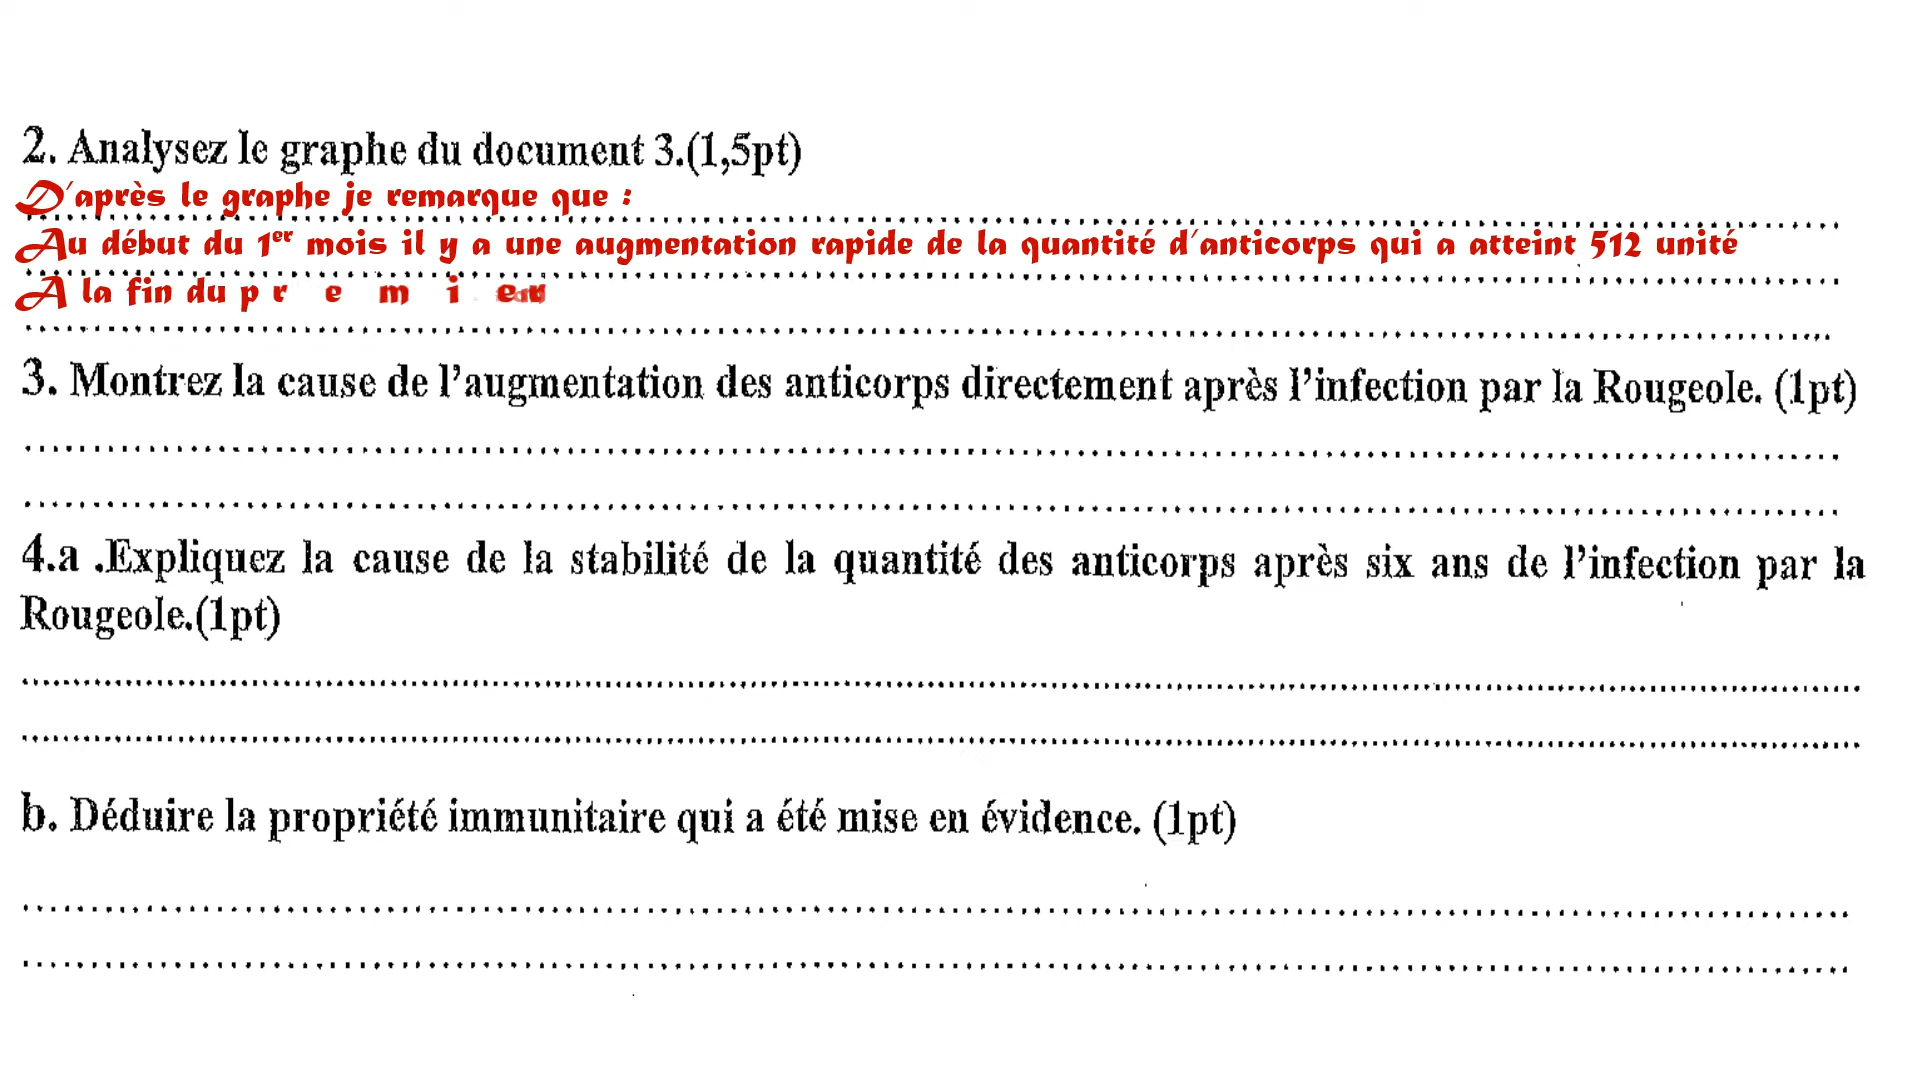 2. Analysez le graphe du document 3.(1,5pt)
D'après le graphe je remarque que :
Au début du 1er mois il y a une augmentation rapide de la quantité d'anticorps qui a atteint 512 unité
A la fin du premier
3. Montrez la cause de l'augmentation des anticorps directement après l'infection par la Rougeole. (1pt)
4.a .Expliquez la cause de la stabilité de la quantité des anticorps après six ans de l'infection par la
Rougeole.(1pt)
b. Déduire la propriété immunitaire qui a été mise en évidence. (1pt)